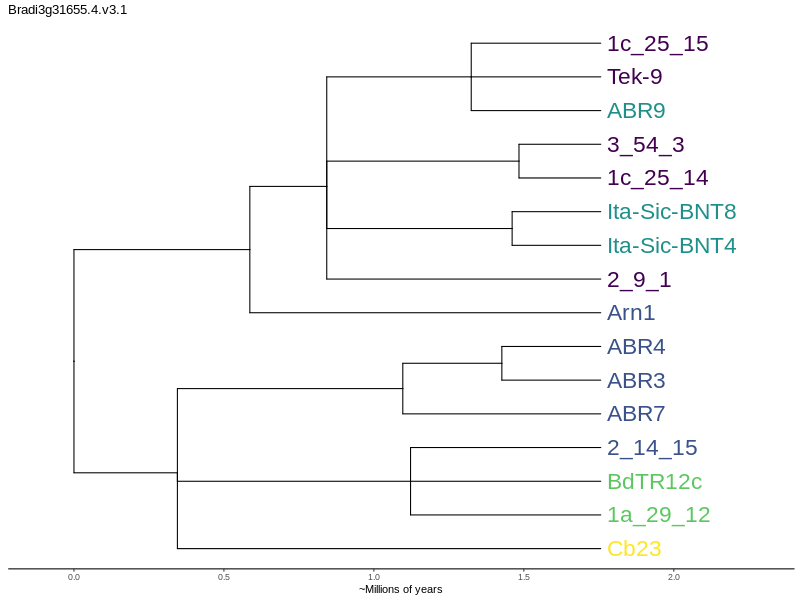 Bradi3g31655.4.v3.1
1c_25_15
Tek-9
ABR9
3_54_3
1c_25_14
Ita-Sic-BNT8
Ita-Sic-BNT4
2_9_1
Arn1
ABR4
ABR3
ABR7
2_14_15
BdTR12c
1a_29_12
Cb23
0.0 0.5 1.0 1.5 2.0
~Millions of years